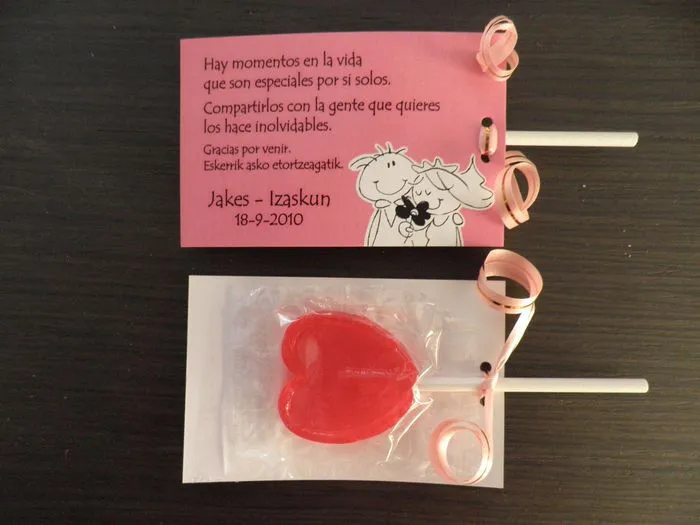 Hay momentos en la vida
que son especiales por si solos.
Compartirlos con la gente que quieres
los hace inolvidables.
Gracias por venir.
Eskerrik asko etortzeagatik.
Jakes - Izaskun
18-9-2010